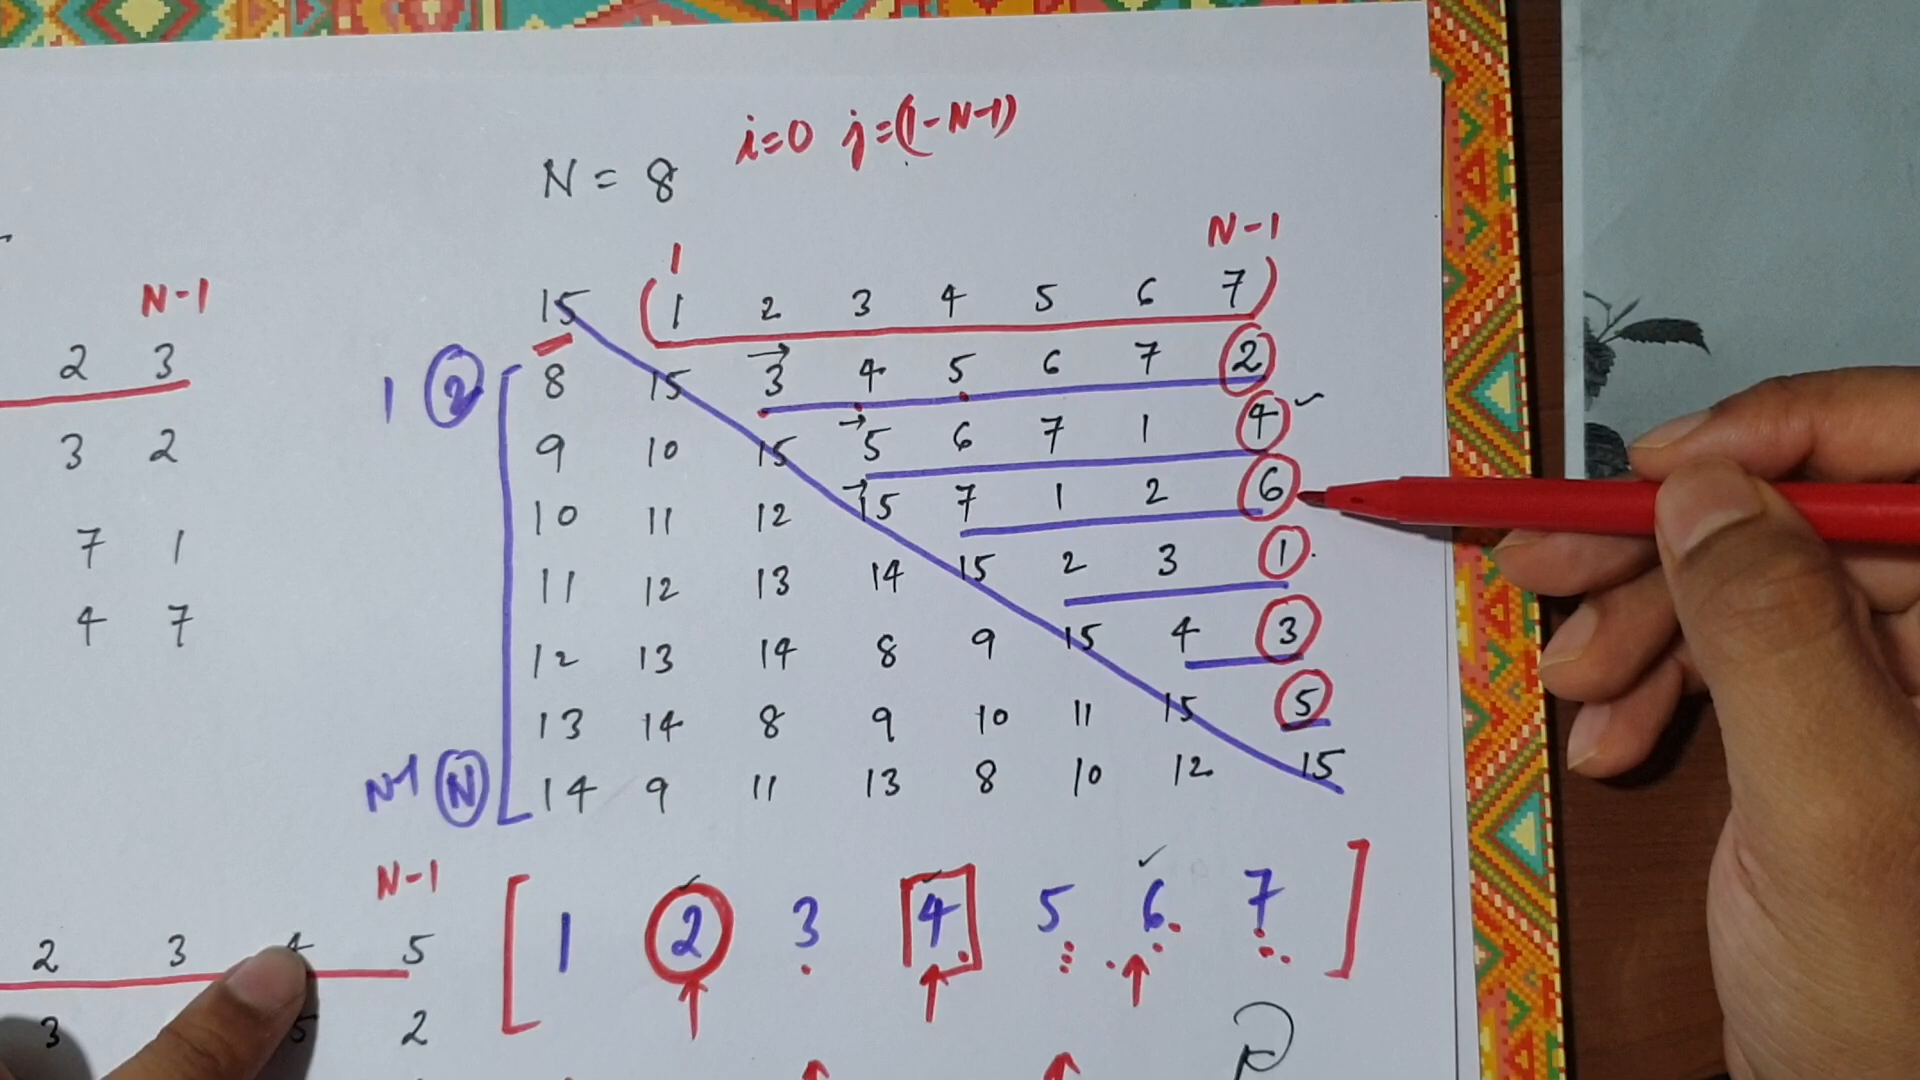 i=0 j=(1-N-1)
N = 8
N-1
1 N-1
2 3
15 (1 2 3 4 5 6 7)
3 2
1 2 8 15 3 4 5 6 7 2
9 10 15 5 6 7 1 4
7 1
10 11 12 15 7 1 2 6
4 7
11 12 13 14 15 2 3 1
12 13 14 8 9 15 4 3
13 14 8 9 10 11 15 5
N-1 N 14 9 11 13 8 10 12 15
N-1
2 3 4 5
[ 1 2 3 4 5 6 7 ]
3 5 2